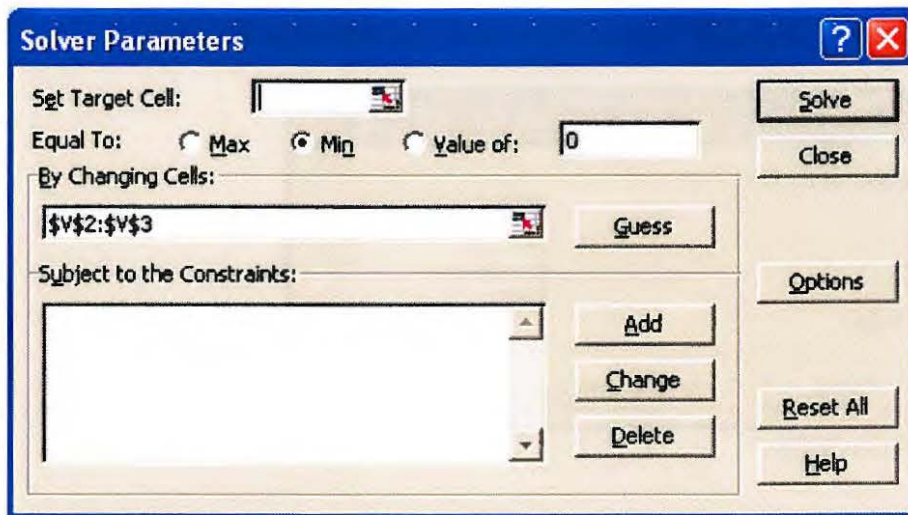 Solver Parameters
Set Target Cell:
Solve
Equal To: Max Min Value of: 0
Close
By Changing Cells:
$V$2:$V$3
Guess
Subject to the Constraints:
Options
Add
Change
Reset All
Delete
Help